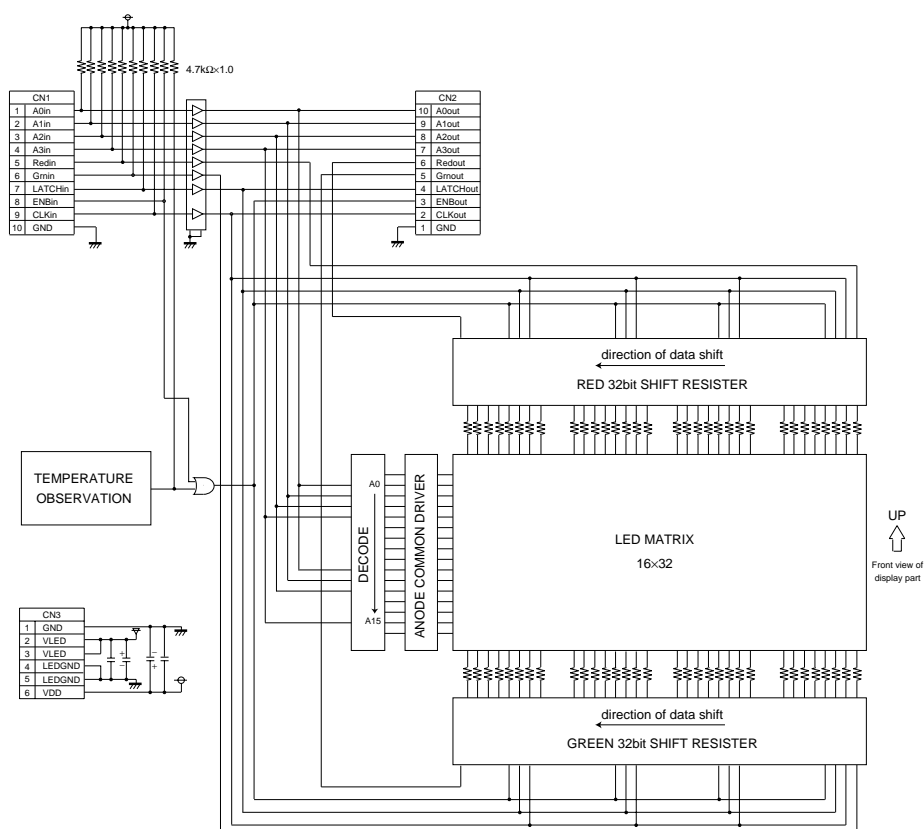 4.7kΩ×1.0
CN1
1 A0in
2 A1in
3 A2in
4 A3in
5 Redin
6 Grnin
7 LATCHin
8 ENBin
9 CLKin
10 GND
CN2
10 A0out
9 A1out
8 A2out
7 A3out
6 Redout
5 Grnout
4 LATCHout
3 ENBout
2 CLKout
1 GND
direction of data shift
RED 32bit SHIFT RESISTER
TEMPERATURE
OBSERVATION
DECODE
A0
A15
ANODE COMMON DRIVER
LED MATRIX
16×32
UP
Front view of
display part
CN3
1 GND
2 VLED
3 VLED
4 LEDGND
5 LEDGND
6 VDD
direction of data shift
GREEN 32bit SHIFT RESISTER